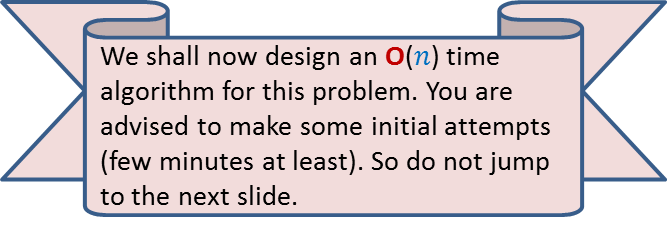 We shall now design an O(n) time
algorithm for this problem. You are
advised to make some initial attempts
(few minutes at least). So do not jump
to the next slide.